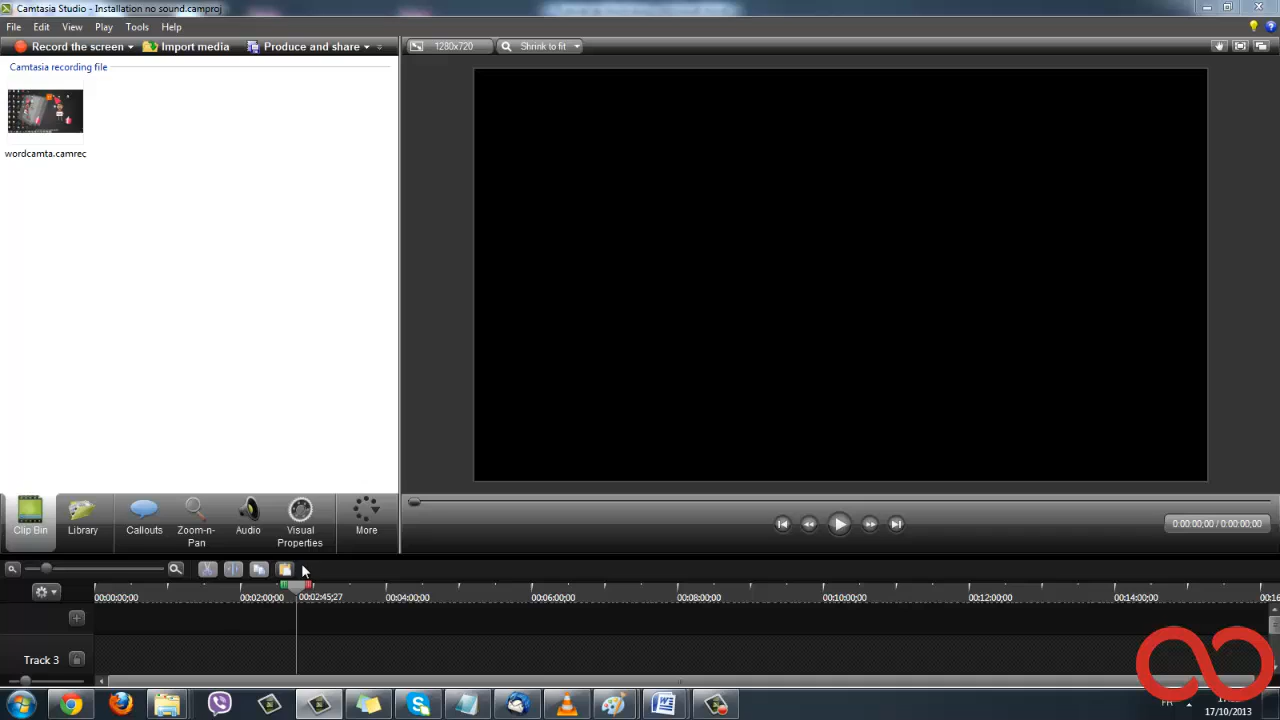 Camtasia Studio - Installation no sound.camproj
File Edit View Play Tools Help
Record the screen Import media Produce and share
1280x720 Shrink to fit
Camtasia recording file
wordcamta.camrec
Clip Bin Library Callouts Zoom-n-Pan Audio Visual Properties More
0:00:00;00 / 0:00:00;00
00:00:00;00 00:02:00;00 00:02:45;27 00:04:00;00 00:06:00;00 00:08:00;00 00:10:00;00 00:12:00;00 00:14:00;00 00:16
Track 3
FR
17/10/2013